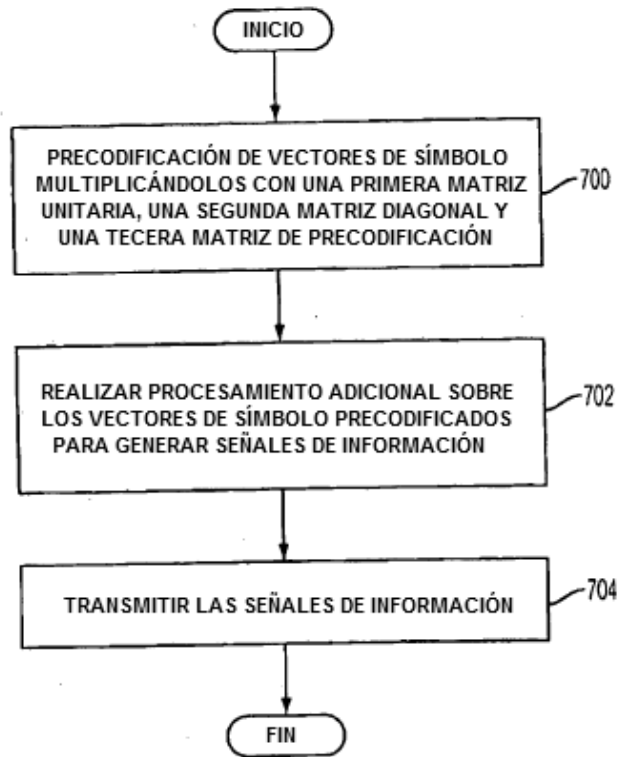 INICIO
PRECODIFICACIÓN DE VECTORES DE SÍMBOLO
MULTIPLICÁNDOLOS CON UNA PRIMERA MATRIZ
UNITARIA, UNA SEGUNDA MATRIZ DIAGONAL Y
UNA TECERA MATRIZ DE PRECODIFICACIÓN
700
REALIZAR PROCESAMIENTO ADICIONAL SOBRE
LOS VECTORES DE SÍMBOLO PRECODIFICADOS
PARA GENERAR SEÑALES DE INFORMACIÓN
702
TRANSMITIR LAS SEÑALES DE INFORMACIÓN
704
FIN